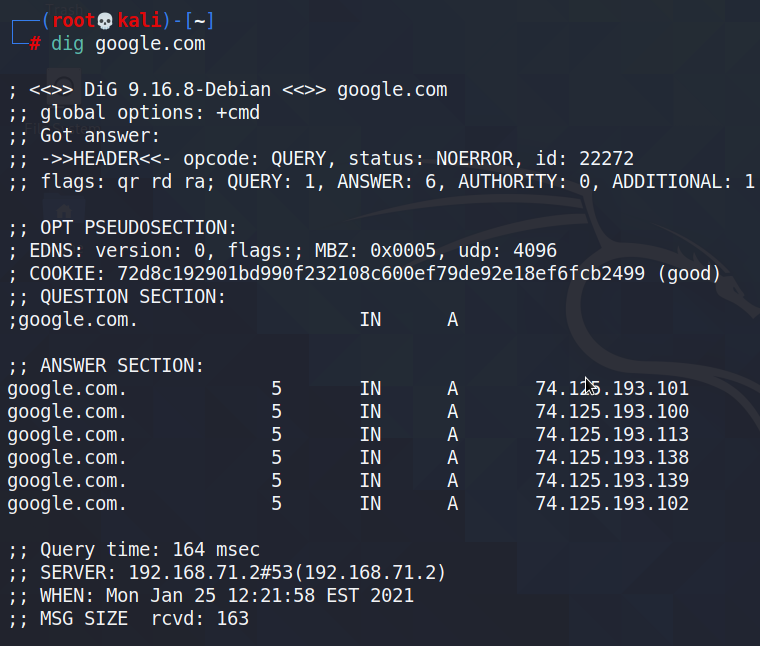 (root💀kali)-[~]
# dig google.com
; <<>> DiG 9.16.8-Debian <<>> google.com
;; global options: +cmd
;; Got answer:
;; ->>HEADER<<- opcode: QUERY, status: NOERROR, id: 22272
;; flags: qr rd ra; QUERY: 1, ANSWER: 6, AUTHORITY: 0, ADDITIONAL: 1
;; OPT PSEUDOSECTION:
; EDNS: version: 0, flags:; MBZ: 0x0005, udp: 4096
; COOKIE: 72d8c192901bd990f232108c600ef79de92e18ef6fcb2499 (good)
;; QUESTION SECTION:
;google.com. IN A
;; ANSWER SECTION:
google.com. 5 IN A 74.125.193.101
google.com. 5 IN A 74.125.193.100
google.com. 5 IN A 74.125.193.113
google.com. 5 IN A 74.125.193.138
google.com. 5 IN A 74.125.193.139
google.com. 5 IN A 74.125.193.102
;; Query time: 164 msec
;; SERVER: 192.168.71.2#53(192.168.71.2)
;; WHEN: Mon Jan 25 12:21:58 EST 2021
;; MSG SIZE rcvd: 163